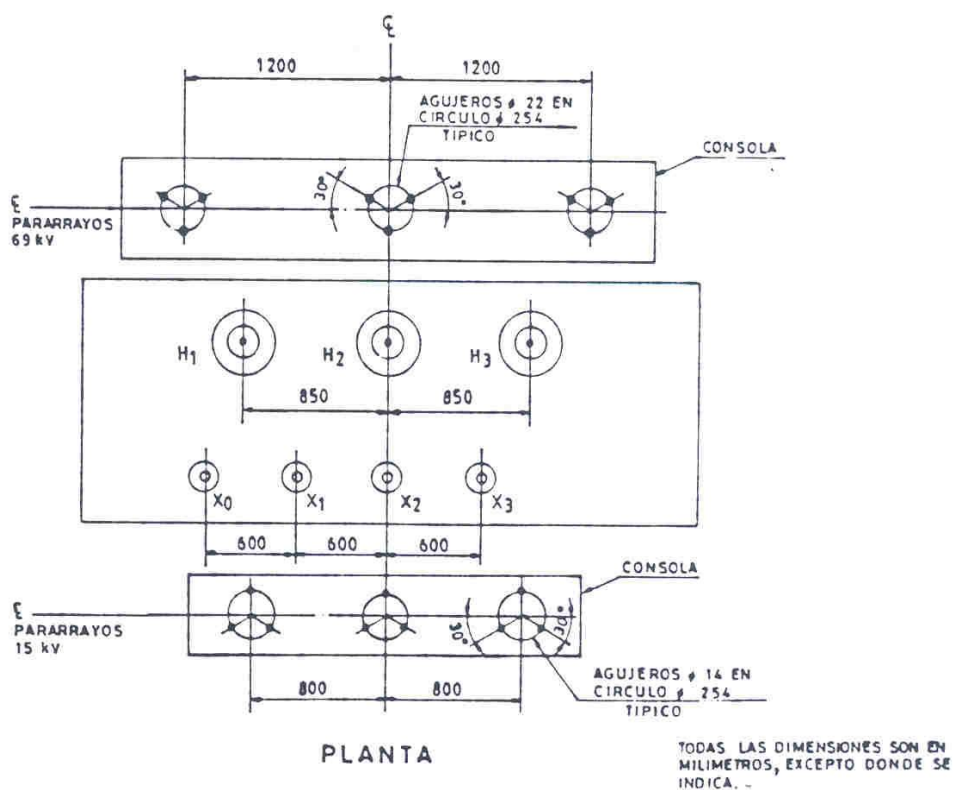 ℄
1200
1200
AGUJEROS ø 22 EN
CIRCULO ø 254
TIPICO
CONSOLA
30°
30°
℄
PARARRAYOS
69 kV
H1
H2
H3
850
850
X0
X1
X2
X3
600
600
600
CONSOLA
℄
PARARRAYOS
15 kV
30°
30°
AGUJEROS ø 14 EN
CIRCULO ø 254
TIPICO
800
800
PLANTA
TODAS LAS DIMENSIONES SON EN
MILIMETROS, EXCEPTO DONDE SE
INDICA. -